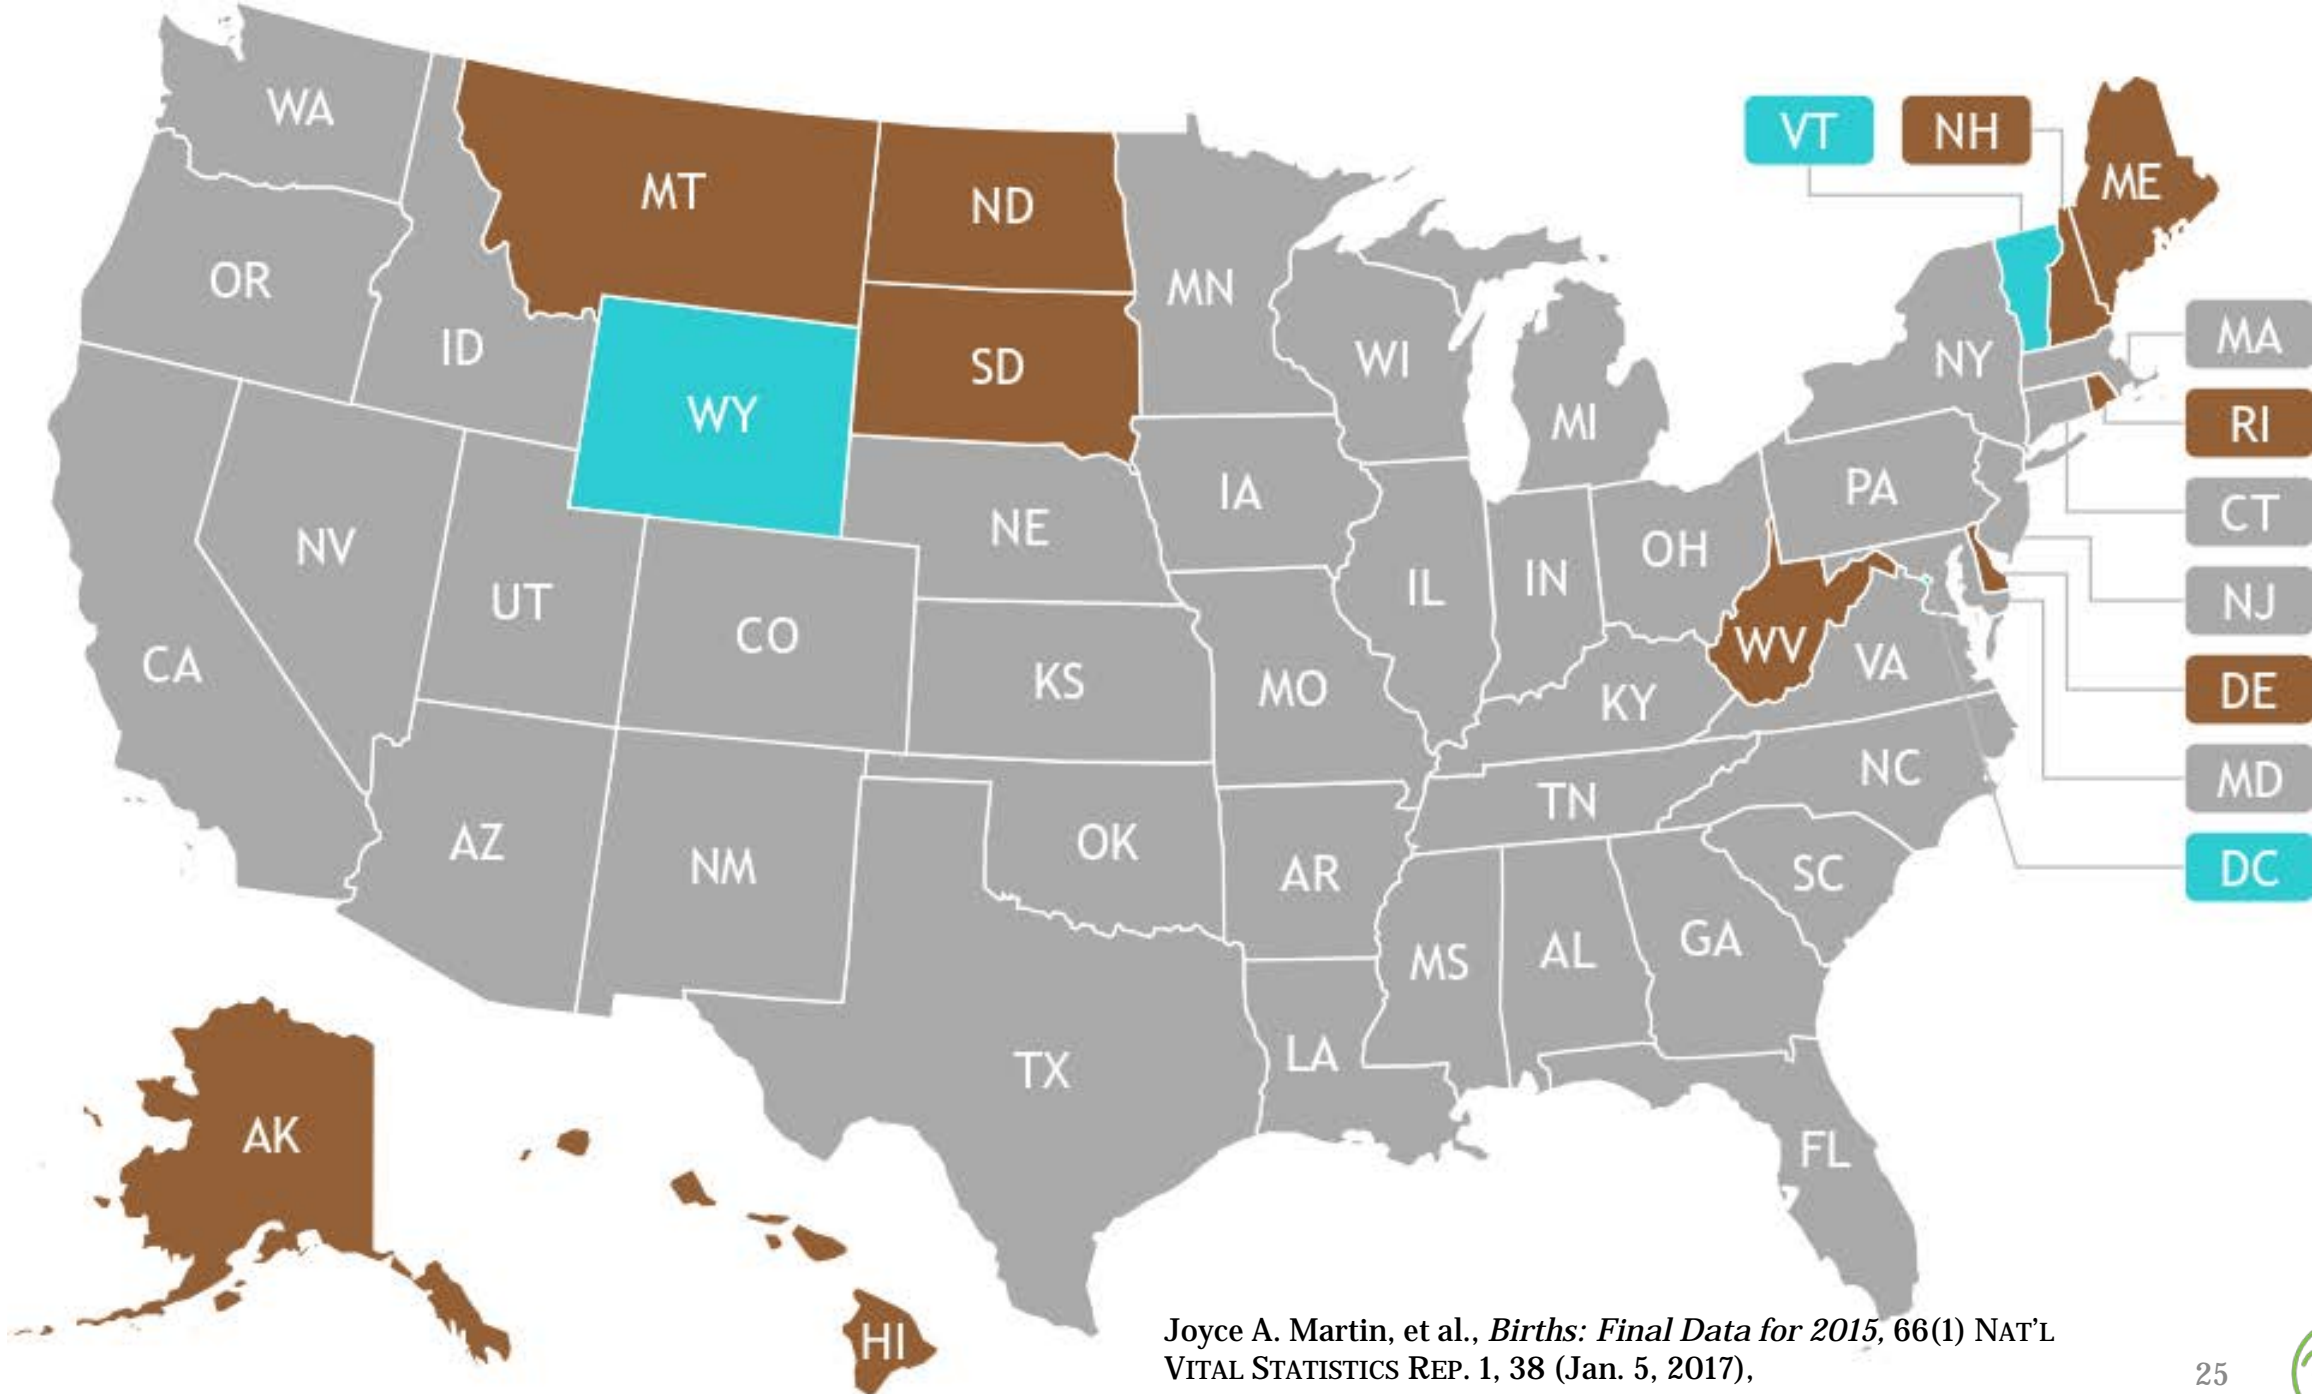 WA
MT
ND
VT
NH
ME
OR
ID
MN
SD
WI
NY
MA
WY
MI
RI
IA
PA
CT
NV
NE
OH
UT
IL
IN
NJ
CA
CO
WV
VA
KS
MO
KY
DE
NC
MD
TN
AZ
NM
OK
AR
SC
DC
MS
AL
GA
TX
LA
AK
FL
HI
Joyce A. Martin, et al., Births: Final Data for 2015, 66(1) NAT’L
VITAL STATISTICS REP. 1, 38 (Jan. 5, 2017),
25